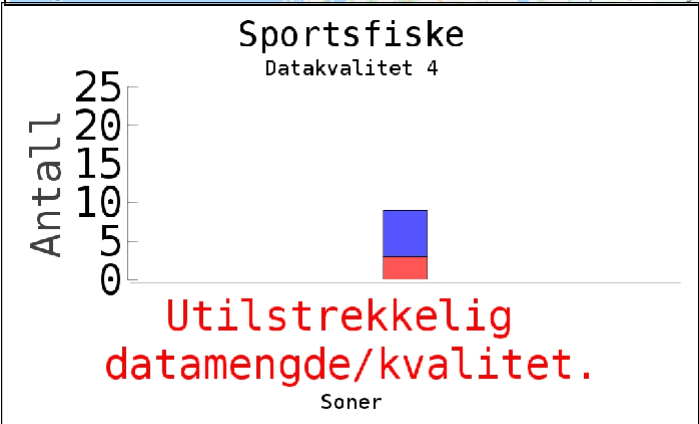 Sportsfiske
Datakvalitet 4
Antall
25
20
15
10
5
0
Utilstrekkelig
datamengde/kvalitet.
Soner